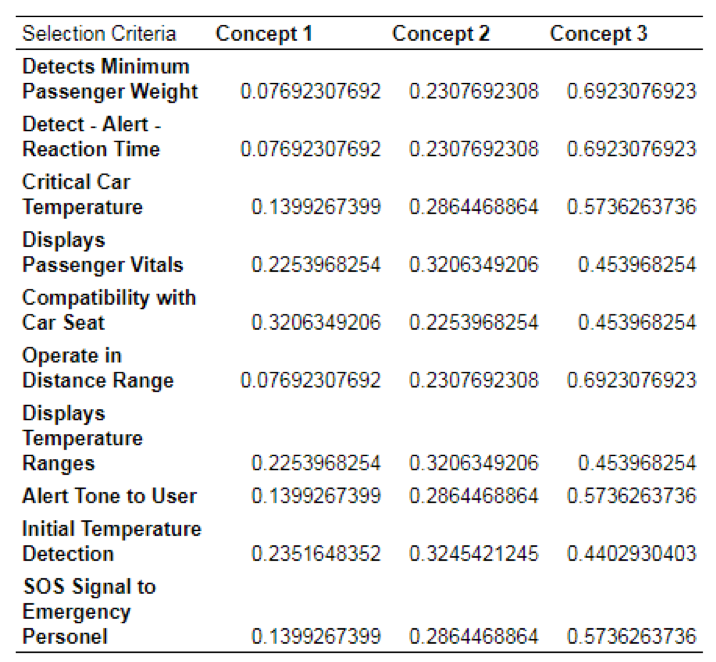 Selection Criteria Concept 1 Concept 2 Concept 3
Detects Minimum
Passenger Weight 0.07692307692 0.2307692308 0.6923076923
Detect - Alert -
Reaction Time 0.07692307692 0.2307692308 0.6923076923
Critical Car
Temperature 0.1399267399 0.2864468864 0.5736263736
Displays
Passenger Vitals 0.2253968254 0.3206349206 0.453968254
Compatibility with
Car Seat 0.3206349206 0.2253968254 0.453968254
Operate in
Distance Range 0.07692307692 0.2307692308 0.6923076923
Displays
Temperature
Ranges 0.2253968254 0.3206349206 0.453968254
Alert Tone to User 0.1399267399 0.2864468864 0.5736263736
Initial Temperature
Detection 0.2351648352 0.3245421245 0.4402930403
SOS Signal to
Emergency
Personel 0.1399267399 0.2864468864 0.5736263736